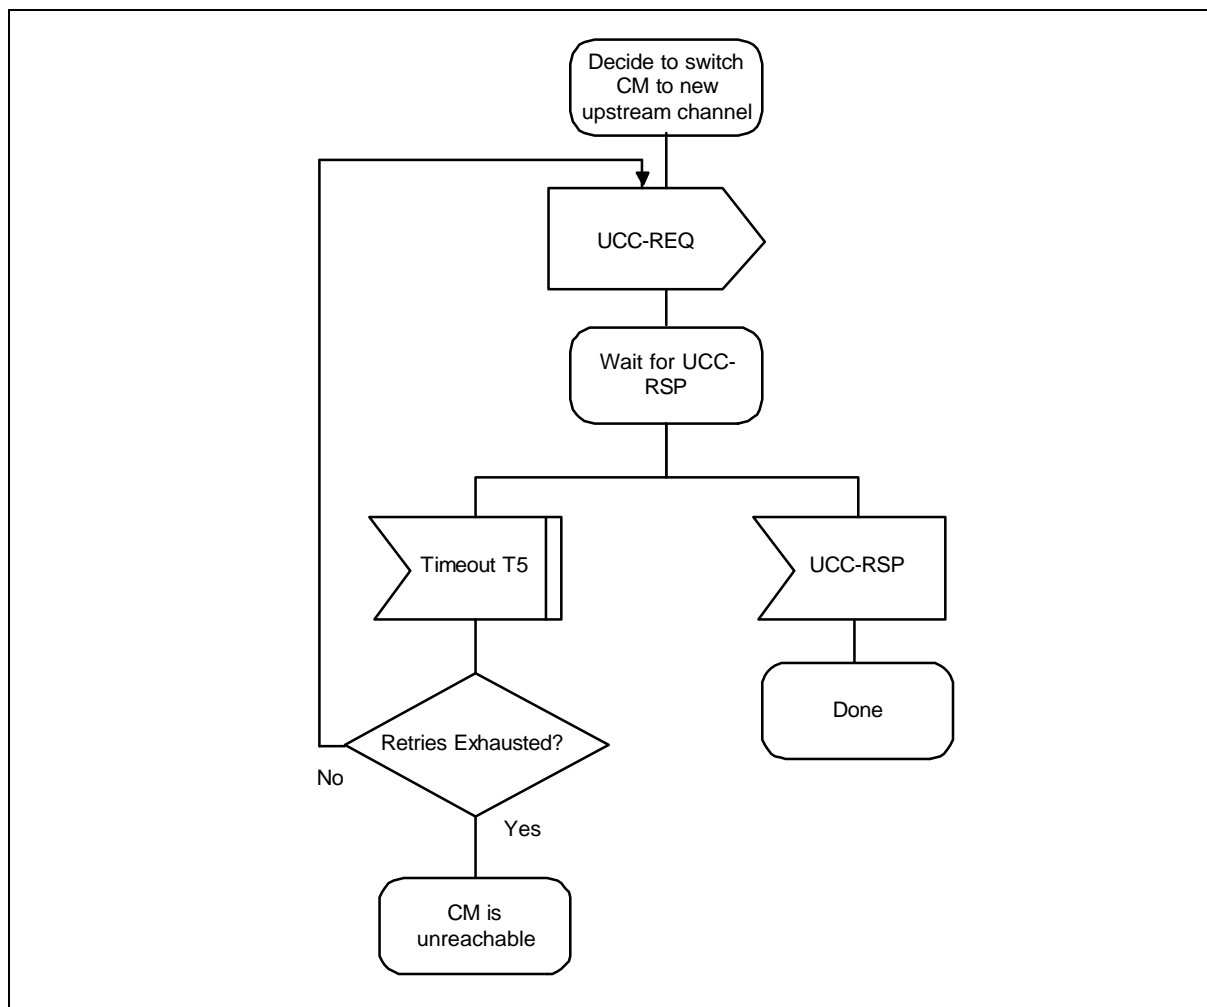 Decide to switch
CM to new
upstream channel
UCC-REQ
Wait for UCC-
RSP
Timeout T5
UCC-RSP
Retries Exhausted?
Done
No
Yes
CM is
unreachable